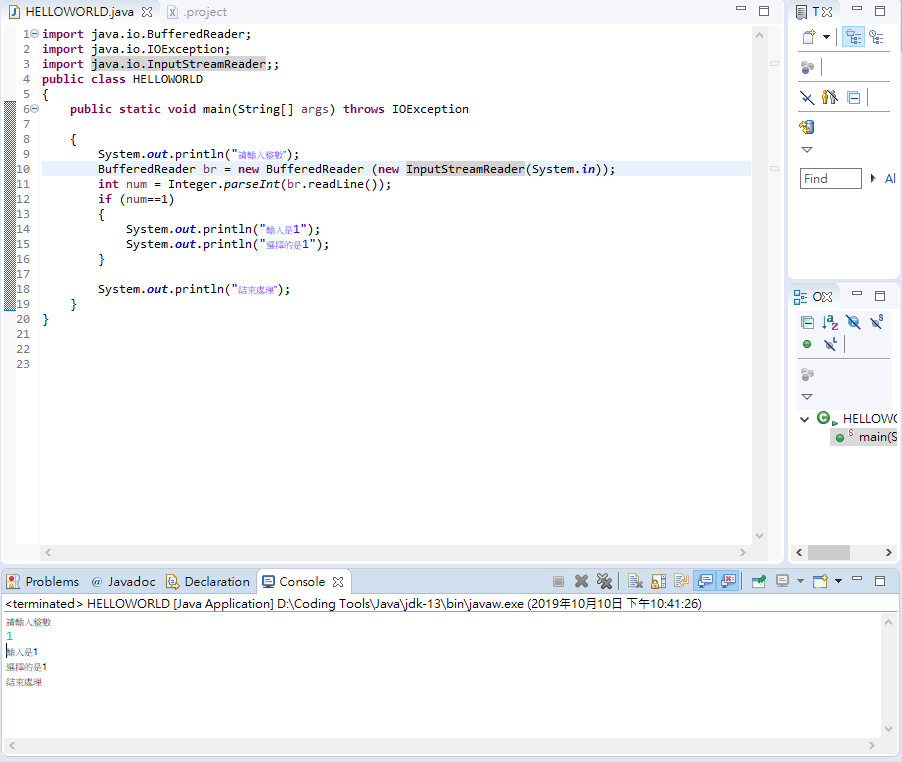 HELLOWORLD.java
.project
1 import java.io.BufferedReader;
2 import java.io.IOException;
3 import java.io.InputStreamReader;;
4 public class HELLOWORLD
5 {
6 public static void main(String[] args) throws IOException
7
8 {
9 System.out.println("請輸入整數");
10 BufferedReader br = new BufferedReader (new InputStreamReader(System.in));
11 int num = Integer.parseInt(br.readLine());
12 if (num==1)
13 {
14 System.out.println("輸入是1");
15 System.out.println("選擇的是1");
16 }
17
18 System.out.println("結束處理");
19 }
20 }
21
22
23
T
Find
Al
O
HELLOWO
main(S
Problems
@ Javadoc
Declaration
Console
<terminated> HELLOWORLD [Java Application] D:\Coding Tools\Java\jdk-13\bin\javaw.exe (2019年10月10日 下午10:41:26)
請輸入整數
1
輸入是1
選擇的是1
結束處理